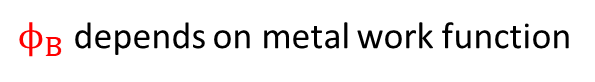 ϕB depends on metal work function